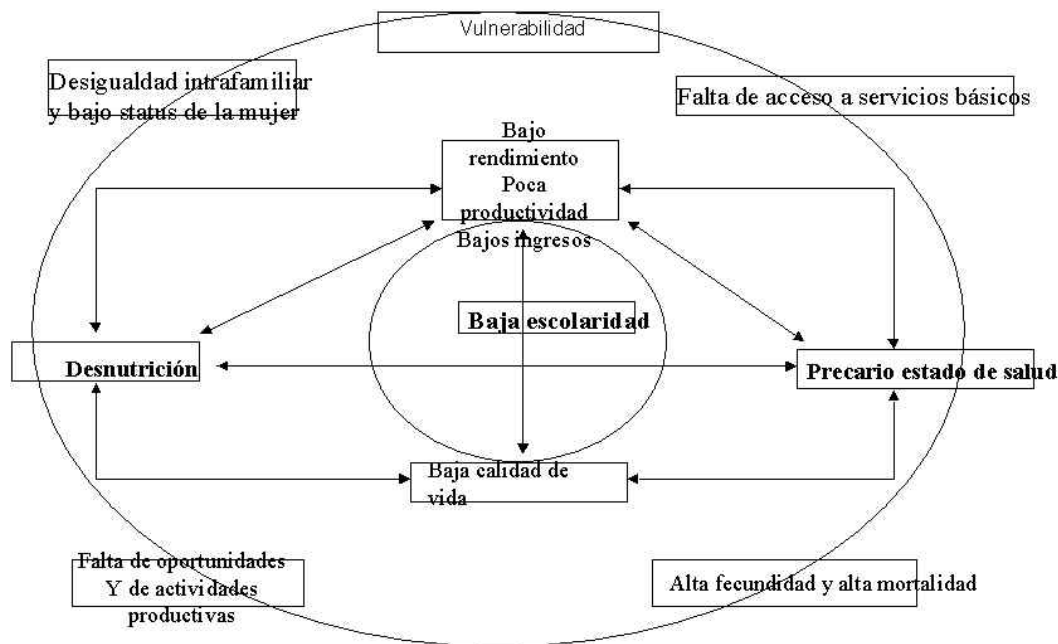 Vulnerabilidad
Desigualdad intrafamiliar
y bajo status de la mujer
Falta de acceso a servicios básicos
Bajo
rendimiento
Poca
productividad
Bajos ingresos
Baja escolaridad
Desnutrición
Precario estado de salud
Baja calidad de
vida
Falta de oportunidades
Y de actividades
productivas
Alta fecundidad y alta mortalidad